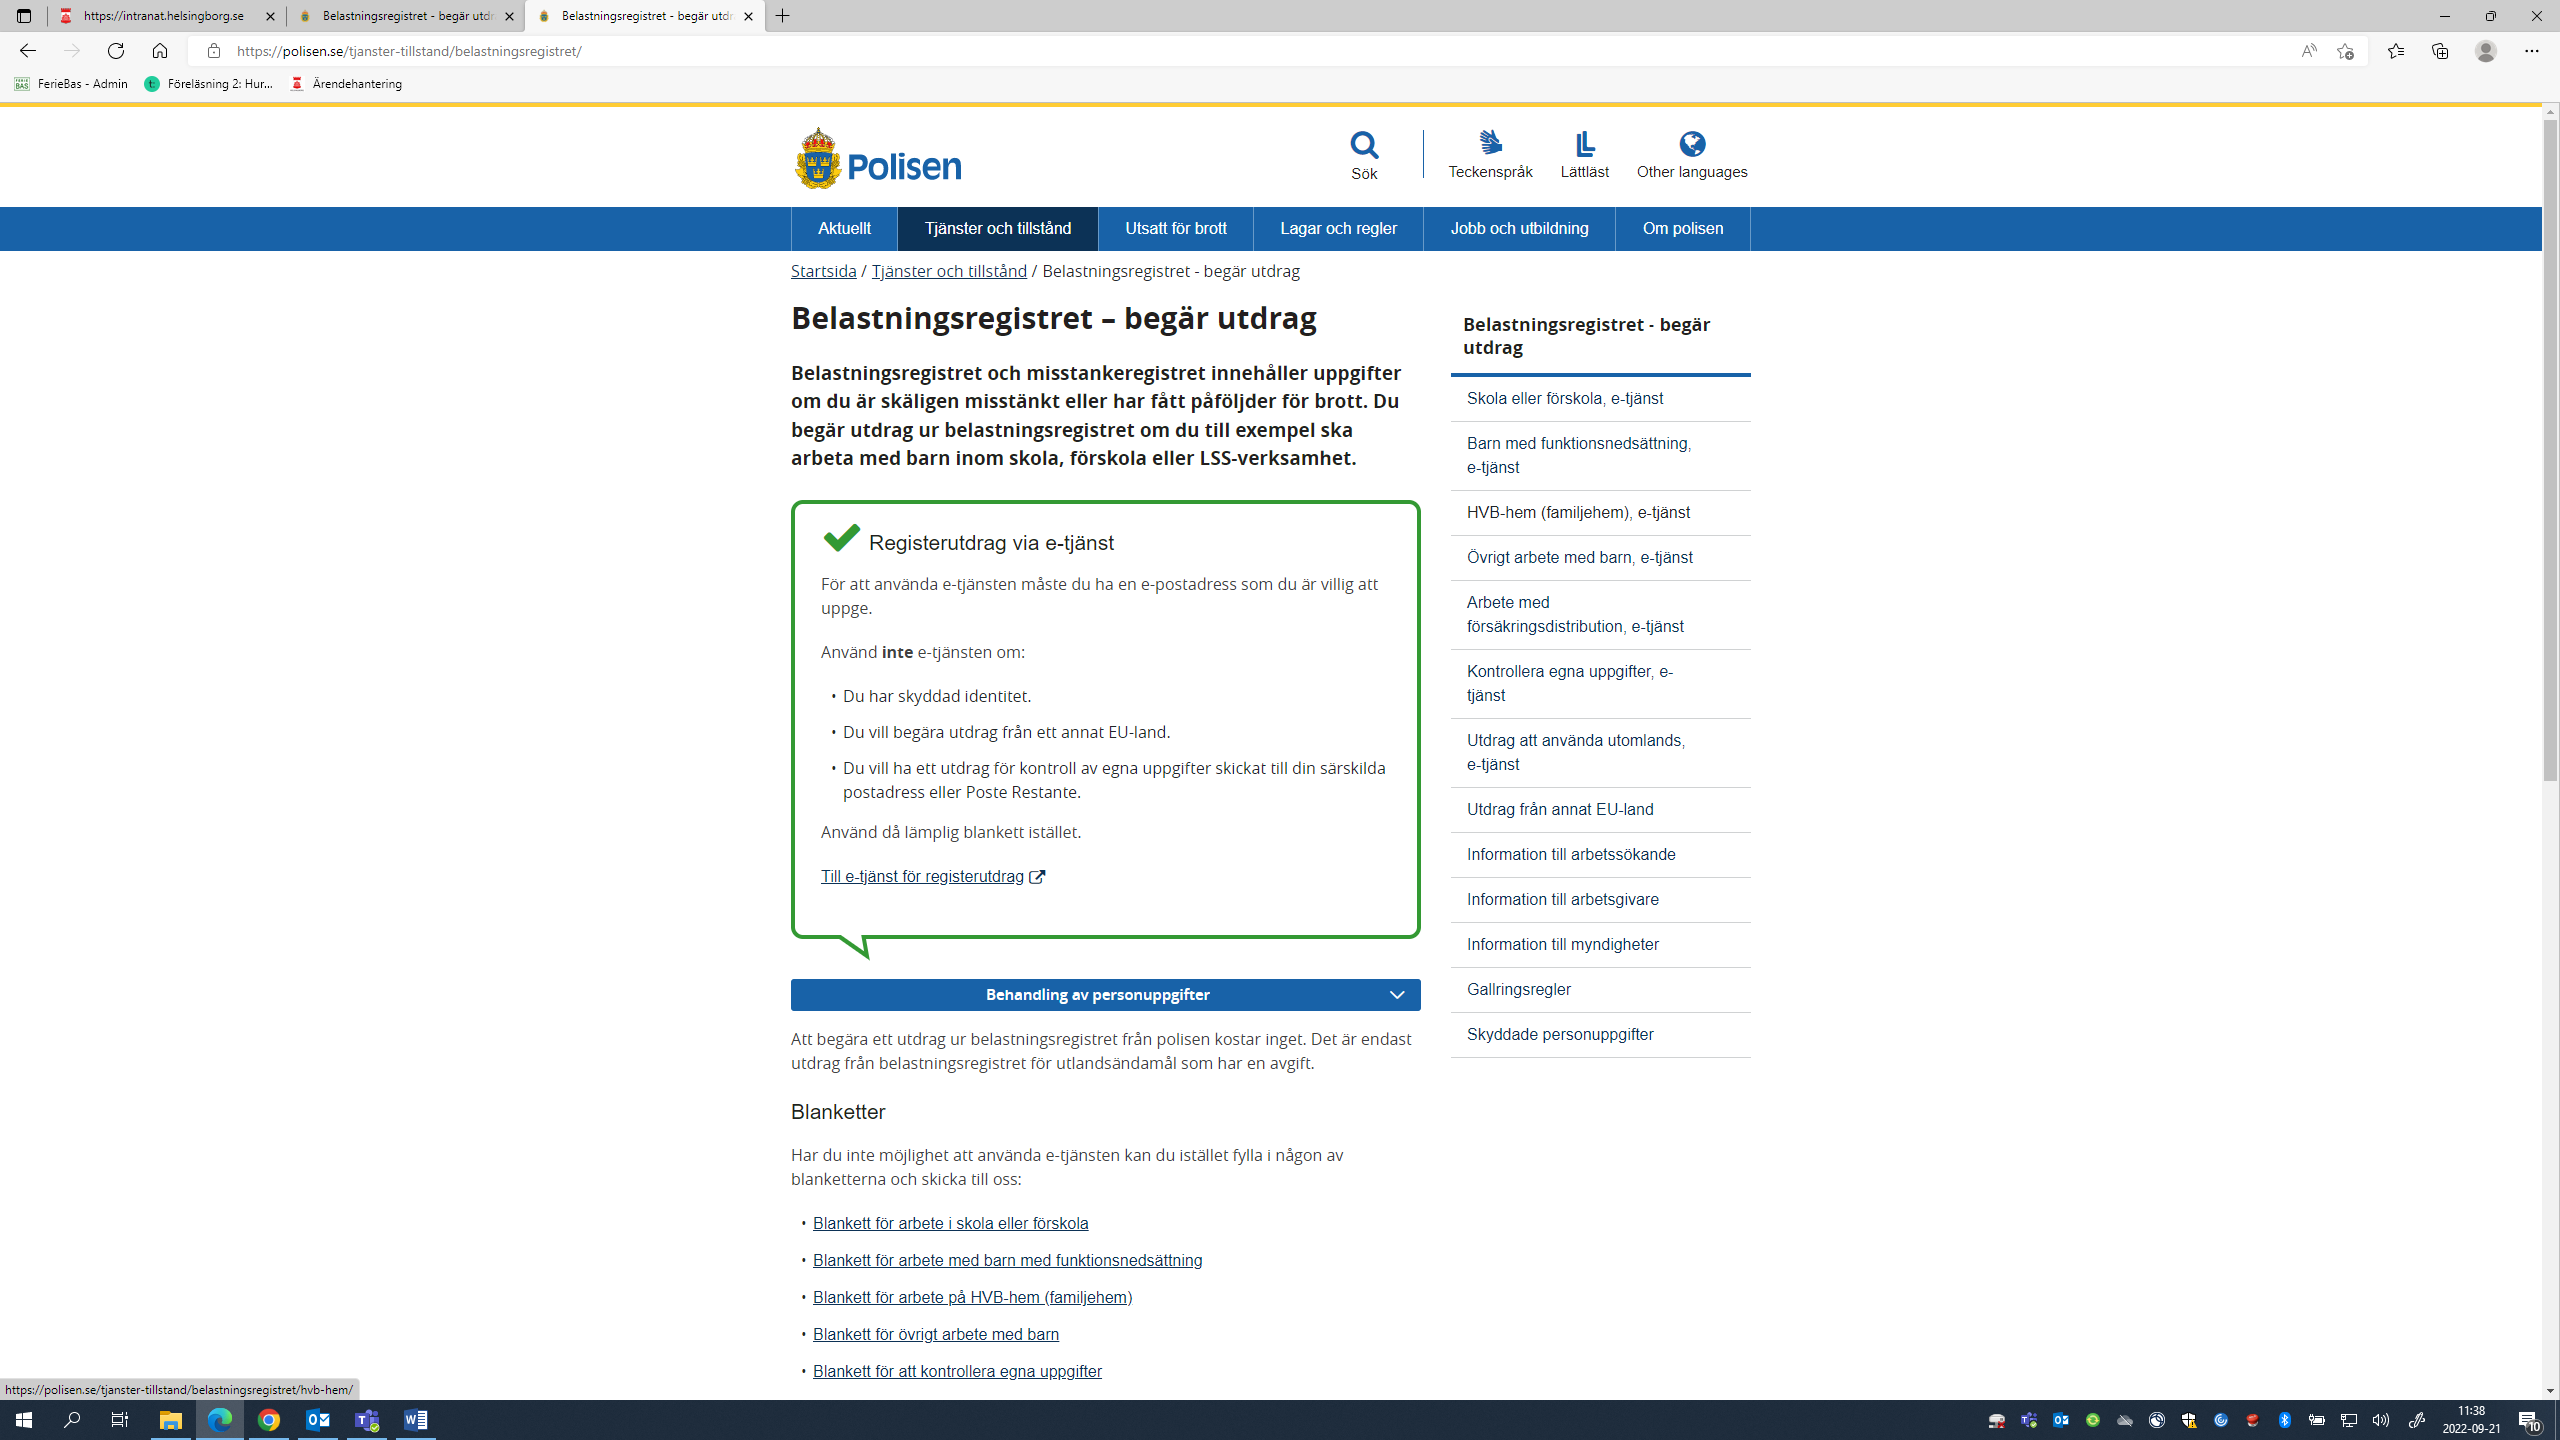 https://intranat.helsingborg.se
Belastningsregistret - begär utdr
Belastningsregistret - begär utdr
https://polisen.se/tjanster-tillstand/belastningsregistret/
FerieBas - Admin
Föreläsning 2: Hur...
Ärendehantering
Polisen
Sök
Teckenspråk
Lättläst
Other languages
Aktuellt
Tjänster och tillstånd
Utsatt för brott
Lagar och regler
Jobb och utbildning
Om polisen
Startsida / Tjänster och tillstånd / Belastningsregistret - begär utdrag
Belastningsregistret – begär utdrag
Belastningsregistret och misstankeregistret innehåller uppgifter
om du är skäligen misstänkt eller har fått påföljder för brott. Du
begär utdrag ur belastningsregistret om du till exempel ska
arbeta med barn inom skola, förskola eller LSS-verksamhet.
Registerutdrag via e-tjänst
För att använda e-tjänsten måste du ha en e-postadress som du är villig att
uppge.
Använd inte e-tjänsten om:
• Du har skyddad identitet.
• Du vill begära utdrag från ett annat EU-land.
• Du vill ha ett utdrag för kontroll av egna uppgifter skickat till din särskilda
postadress eller Poste Restante.
Använd då lämplig blankett istället.
Till e-tjänst för registerutdrag
Behandling av personuppgifter
Att begära ett utdrag ur belastningsregistret från polisen kostar inget. Det är endast
utdrag från belastningsregistret för utlandsändamål som har en avgift.
Blanketter
Har du inte möjlighet att använda e-tjänsten kan du istället fylla i någon av
blanketterna och skicka till oss:
• Blankett för arbete i skola eller förskola
• Blankett för arbete med barn med funktionsnedsättning
• Blankett för arbete på HVB-hem (familjehem)
• Blankett för övrigt arbete med barn
• Blankett för att kontrollera egna uppgifter
Belastningsregistret - begär
utdrag
Skola eller förskola, e-tjänst
Barn med funktionsnedsättning,
e-tjänst
HVB-hem (familjehem), e-tjänst
Övrigt arbete med barn, e-tjänst
Arbete med
försäkringsdistribution, e-tjänst
Kontrollera egna uppgifter, e-
tjänst
Utdrag att använda utomlands,
e-tjänst
Utdrag från annat EU-land
Information till arbetssökande
Information till arbetsgivare
Information till myndigheter
Gallringsregler
Skyddade personuppgifter
https://polisen.se/tjanster-tillstand/belastningsregistret/hvb-hem/
11:38
2022-09-21
10